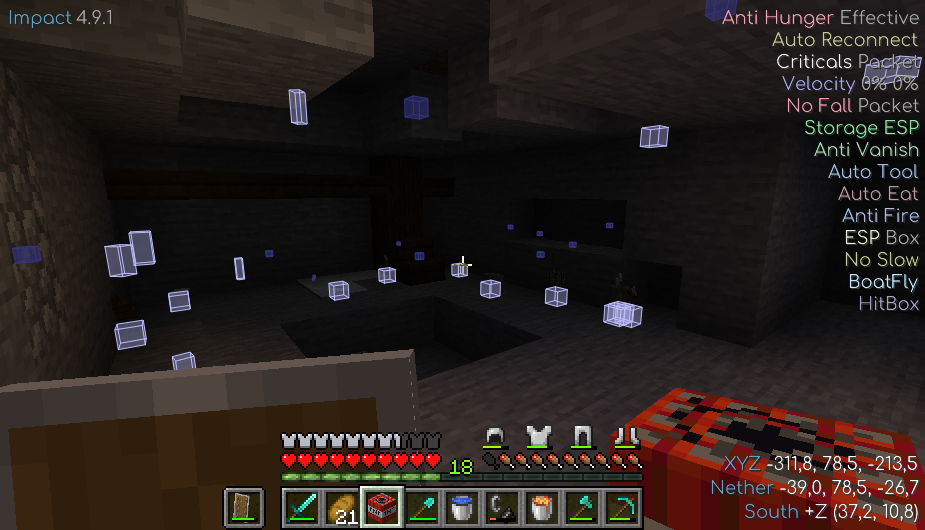 Impact 4.9.1
Anti Hunger Effective
Auto Reconnect
Criticals Packet
Velocity 0% 0%
No Fall Packet
Storage ESP
Anti Vanish
Auto Tool
Auto Eat
Anti Fire
ESP Box
No Slow
BoatFly
HitBox
18
XYZ -311,8, 78,5, -213,5
Nether -39,0, 78,5, -26,7
South +Z (37,2, 10,8)
21